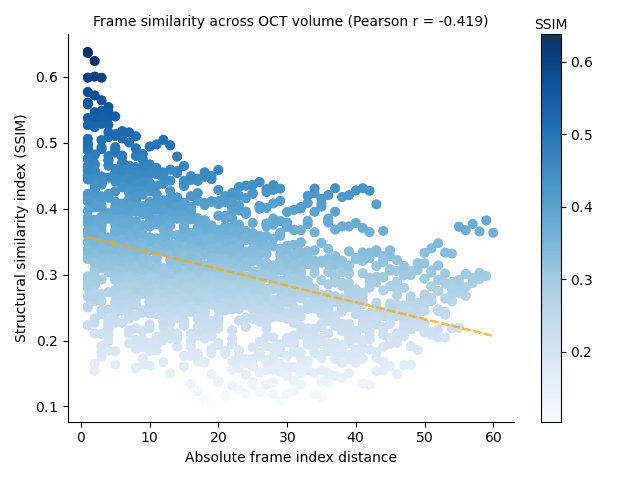 Frame similarity across OCT volume (Pearson r = -0.419)
SSIM
Structural similarity index (SSIM)
0.6
0.5
0.4
0.3
0.2
0.1
0 10 20 30 40 50 60
Absolute frame index distance
0.6
0.5
0.4
0.3
0.2